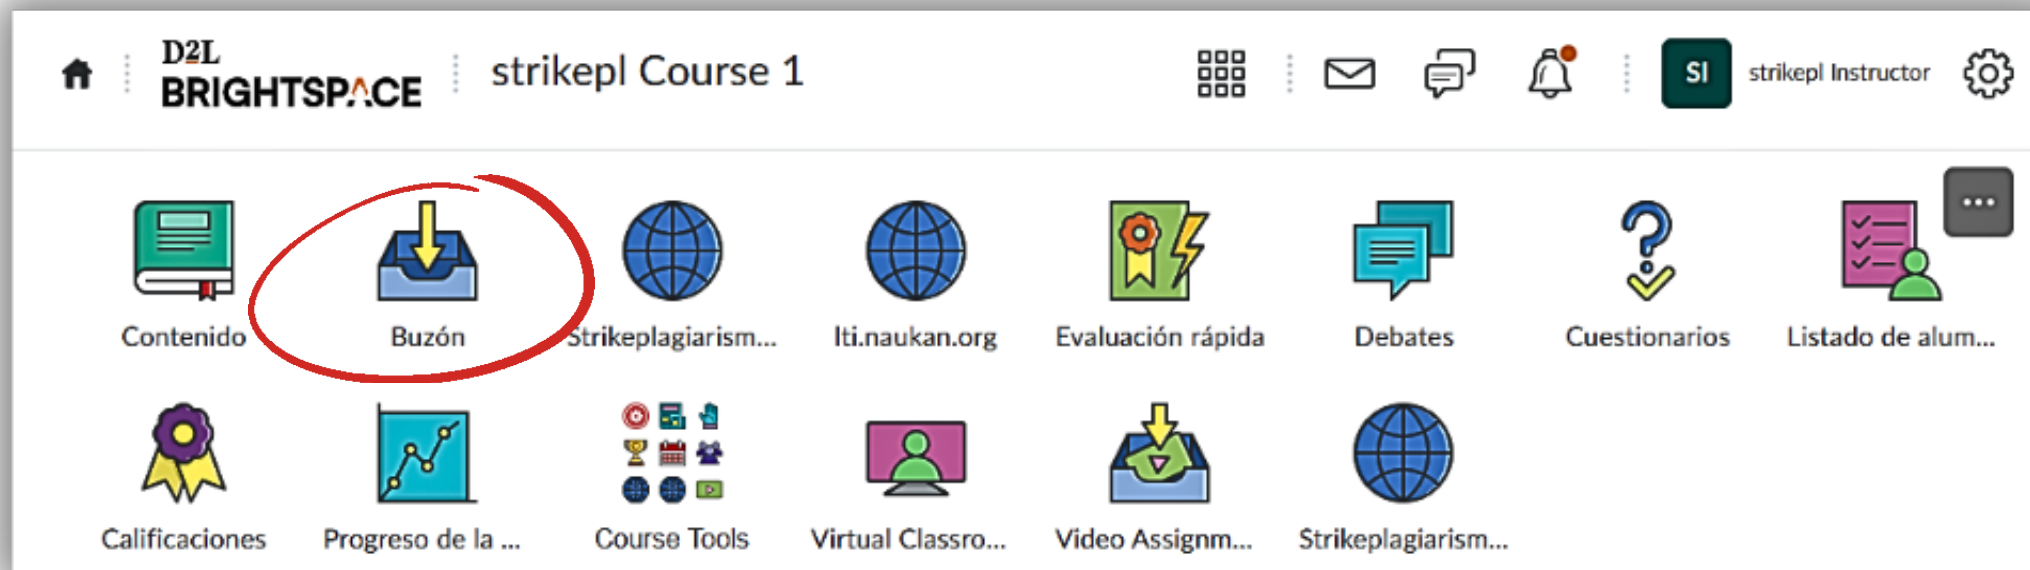 D2L
BRIGHTSPACE
strikepl Course 1
SI
strikepl Instructor
Contenido
Buzón
Strikeplagiarism...
lti.naukan.org
Evaluación rápida
Debates
Cuestionarios
Listado de alum...
Calificaciones
Progreso de la ...
Course Tools
Virtual Classro...
Video Assignm...
Strikeplagiarism...